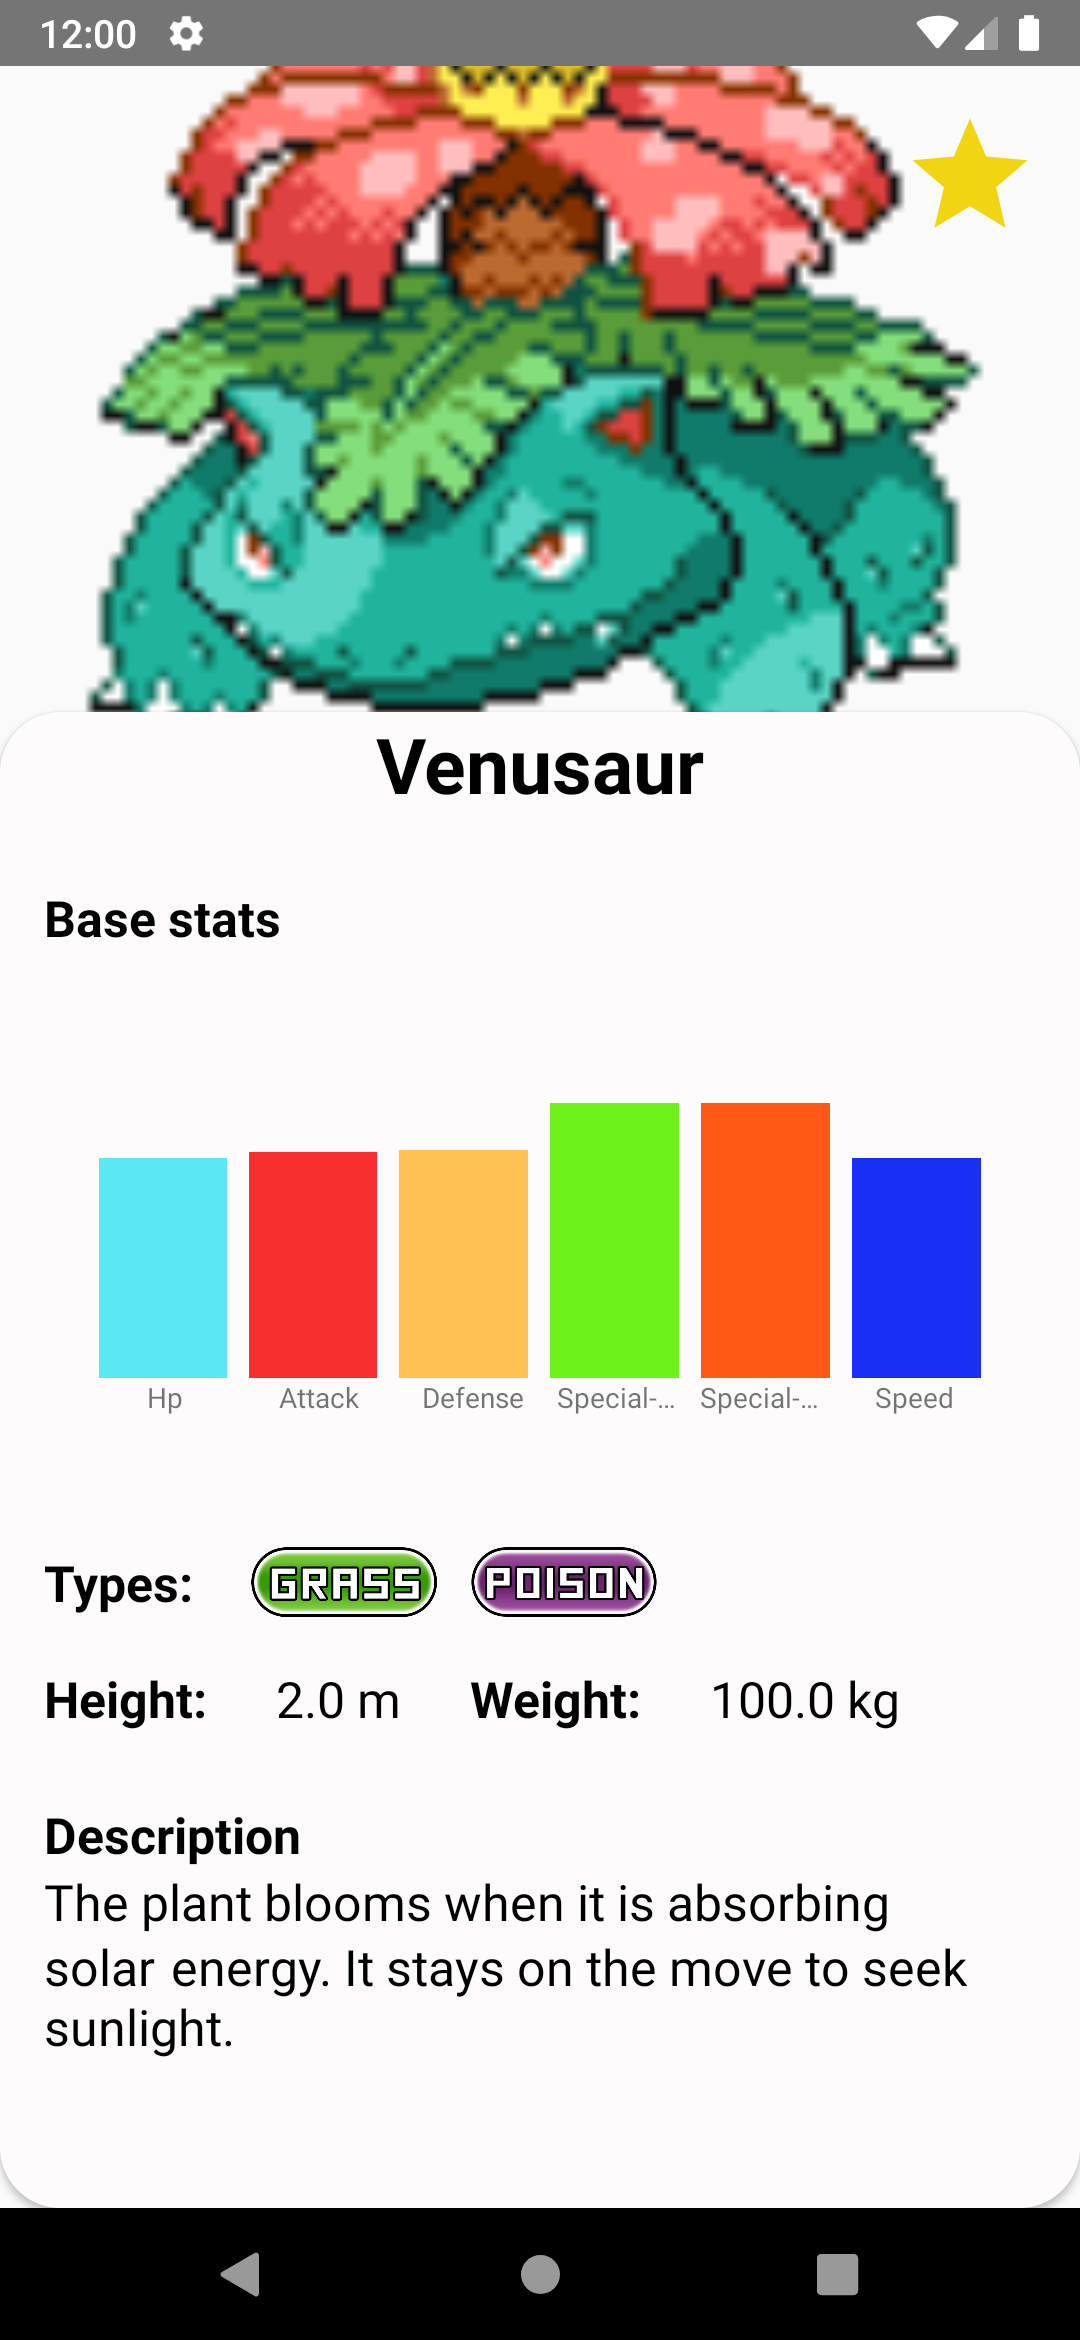 12:00
Venusaur
Base stats
Hp Attack Defense Special-... Special-... Speed
Types: GRASS POISON
Height: 2.0 m Weight: 100.0 kg
Description
The plant blooms when it is absorbing
solar energy. It stays on the move to seek
sunlight.